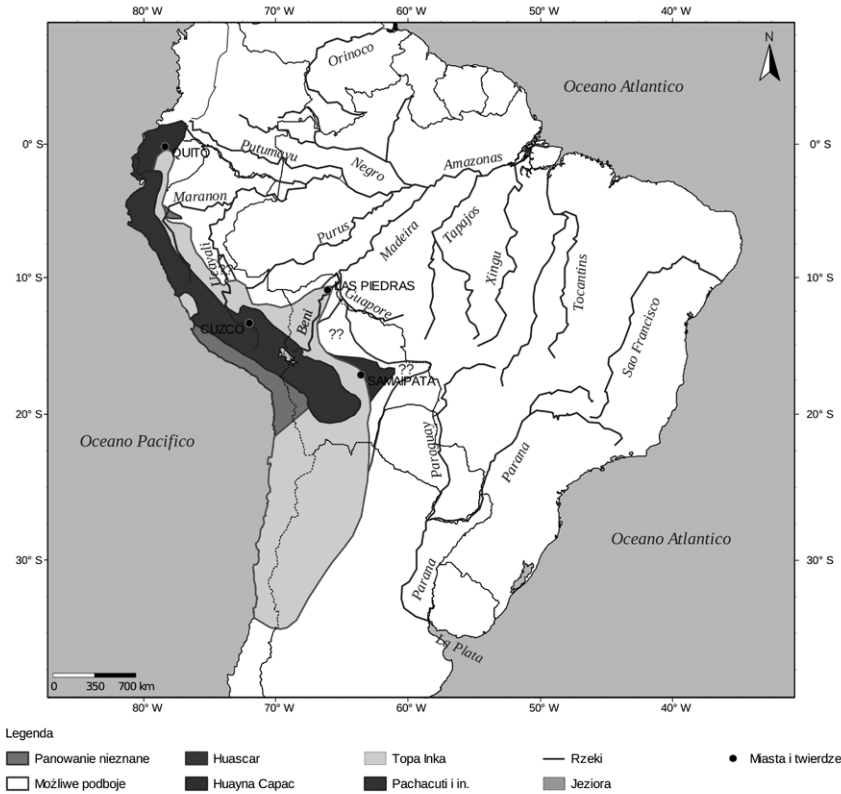 80° W 70° W 60° W 50° W 40° W
N
Orinoco
Oceano Atlantico
0° S 0° S
QUITO
Putumayu
Negro
Amazonas
Maranon
Purus
Madeira
Tapajos
Xingu
Tocantins
Ucayali
??
10° S 10° S
LAS PIEDRAS
Guapore
Beni
CUZCO
??
Sao Francisco
??
SAMAIPATA
20° S 20° S
Oceano Pacifico
Paraguay
Parana
Oceano Atlantico
30° S 30° S
Parana
La Plata
0 350 700 km
80° W 70° W 60° W 50° W 40° W
Legenda
Panowanie nieznane Huascar Topa Inka Rzeki Miasta i twierdze
Możliwe podboje Huayna Capac Pachacuti i in. Jeziora